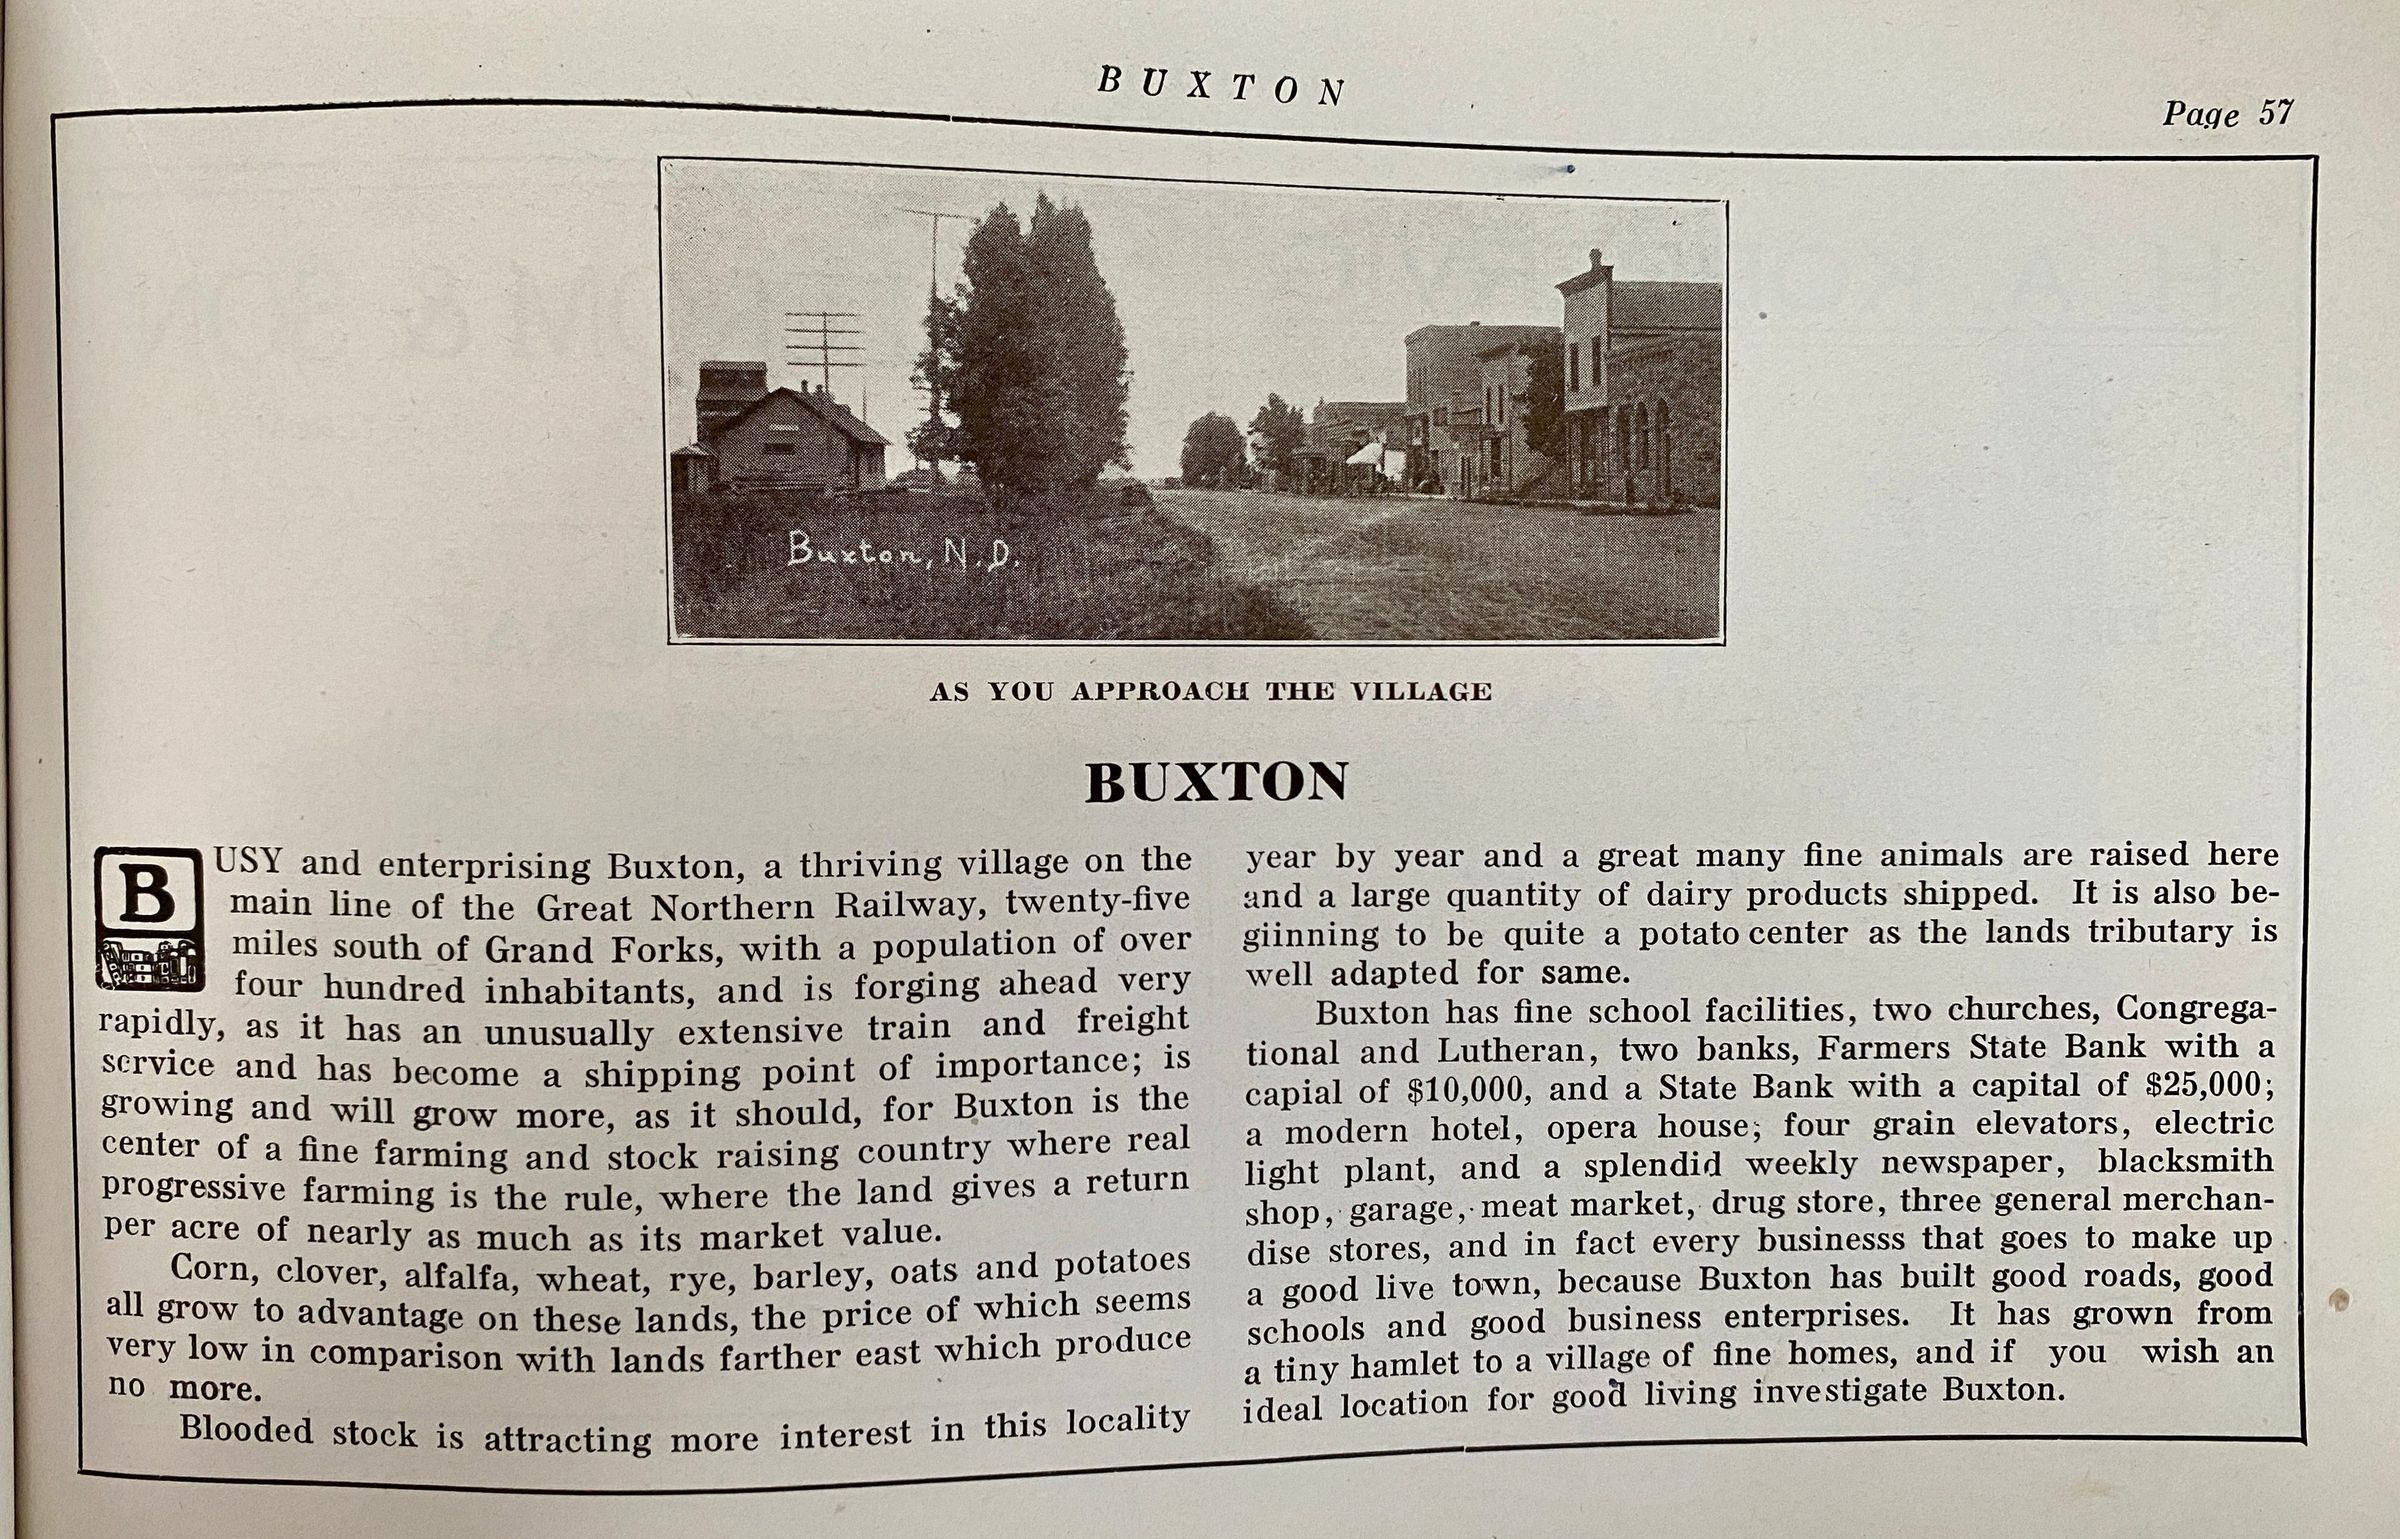 BUXTON
Page 57
Buxton, N.D.
AS YOU APPROACH THE VILLAGE
BUXTON
BUSY and enterprising Buxton, a thriving village on the
main line of the Great Northern Railway, twenty-five
miles south of Grand Forks, with a population of over
four hundred inhabitants, and is forging ahead very
rapidly, as it has an unusually extensive train and freight
service and has become a shipping point of importance; is
growing and will grow more, as it should, for Buxton is the
center of a fine farming and stock raising country where real
progressive farming is the rule, where the land gives a return
per acre of nearly as much as its market value.
Corn, clover, alfalfa, wheat, rye, barley, oats and potatoes
all grow to advantage on these lands, the price of which seems
very low in comparison with lands farther east which produce
no more.
Blooded stock is attracting more interest in this locality
year by year and a great many fine animals are raised here
and a large quantity of dairy products shipped. It is also be-
giinning to be quite a potato center as the lands tributary is
well adapted for same.
Buxton has fine school facilities, two churches, Congrega-
tional and Lutheran, two banks, Farmers State Bank with a
capial of $10,000, and a State Bank with a capital of $25,000;
a modern hotel, opera house; four grain elevators, electric
light plant, and a splendid weekly newspaper, blacksmith
shop, garage, meat market, drug store, three general merchan-
dise stores, and in fact every businesss that goes to make up
a good live town, because Buxton has built good roads, good
schools and good business enterprises. It has grown from
a tiny hamlet to a village of fine homes, and if you wish an
ideal location for good living investigate Buxton.